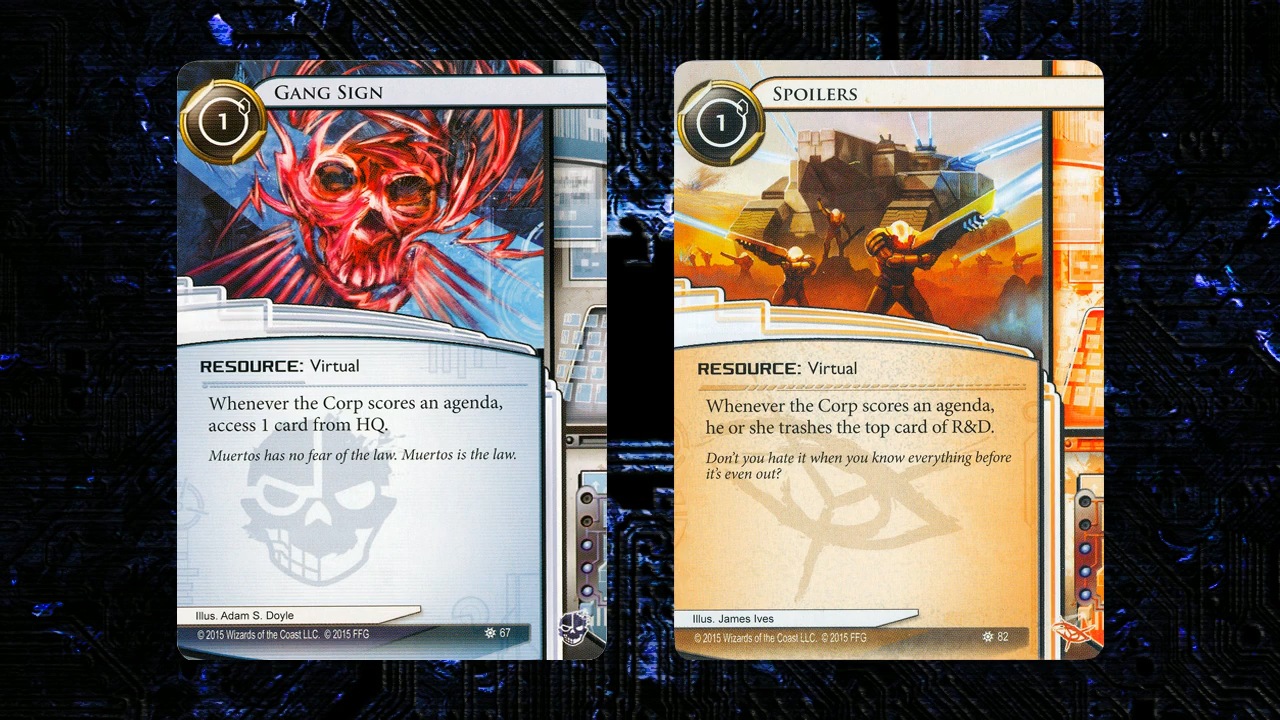 1
GANG SIGN
RESOURCE: Virtual
Whenever the Corp scores an agenda,
access 1 card from HQ.
Muertos has no fear of the law. Muertos is the law.
Illus. Adam S. Doyle
© 2015 Wizards of the Coast LLC. © 2015 FFG
67
1
SPOILERS
RESOURCE: Virtual
Whenever the Corp scores an agenda,
he or she trashes the top card of R&D.
Don't you hate it when you know everything before
it's even out?
Illus. James Ives
© 2015 Wizards of the Coast LLC. © 2015 FFG
82